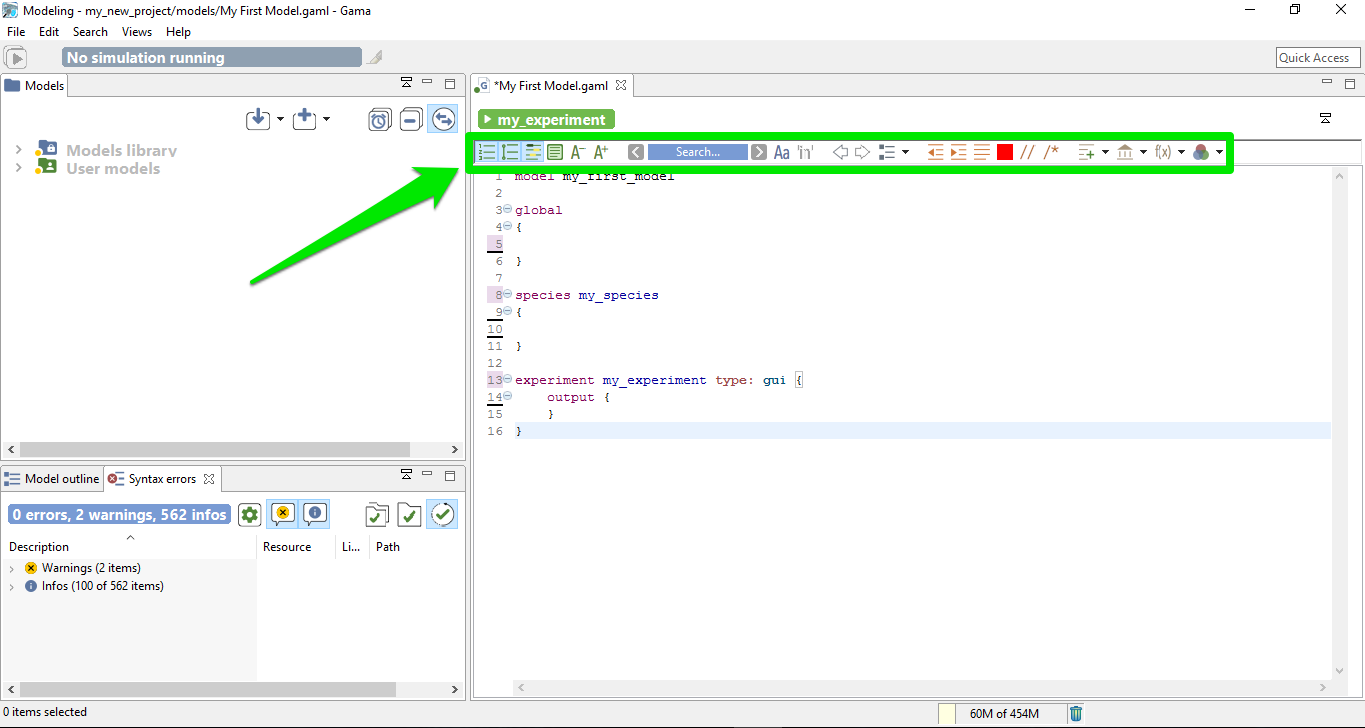 Modeling - my_new_project/models/My First Model.gaml - Gama
File Edit Search Views Help
No simulation running
Quick Access
Models
Models library
User models
*My First Model.gaml
my_experiment
A⁻ A⁺ Search... Aa 'in' // /* f(x)
1 model my_first_model
2
3 global
4 {
5
6 }
7
8 species my_species
9 {
10
11 }
12
13 experiment my_experiment type: gui {
14 output {
15 }
16 }
Model outline Syntax errors
0 errors, 2 warnings, 562 infos
Description Resource Li... Path
Warnings (2 items)
Infos (100 of 562 items)
0 items selected
60M of 454M